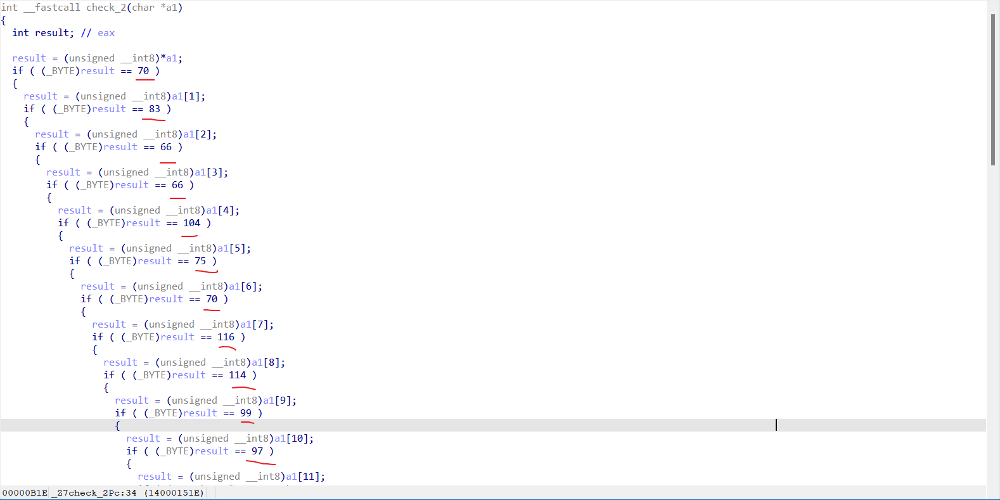 int __fastcall check_2(char *a1)
{
  int result; // eax

  result = (unsigned __int8)*a1;
  if ( (_BYTE)result == 70 )
  {
    result = (unsigned __int8)a1[1];
    if ( (_BYTE)result == 83 )
    {
      result = (unsigned __int8)a1[2];
      if ( (_BYTE)result == 66 )
      {
        result = (unsigned __int8)a1[3];
        if ( (_BYTE)result == 66 )
        {
          result = (unsigned __int8)a1[4];
          if ( (_BYTE)result == 104 )
          {
            result = (unsigned __int8)a1[5];
            if ( (_BYTE)result == 75 )
            {
              result = (unsigned __int8)a1[6];
              if ( (_BYTE)result == 70 )
              {
                result = (unsigned __int8)a1[7];
                if ( (_BYTE)result == 116 )
                {
                  result = (unsigned __int8)a1[8];
                  if ( (_BYTE)result == 114 )
                  {
                    result = (unsigned __int8)a1[9];
                    if ( (_BYTE)result == 99 )
                    {
                      result = (unsigned __int8)a1[10];
                      if ( (_BYTE)result == 97 )
                      {
                        result = (unsigned __int8)a1[11];
00000B1E _Z7check_2Pc:34 (14000151E)